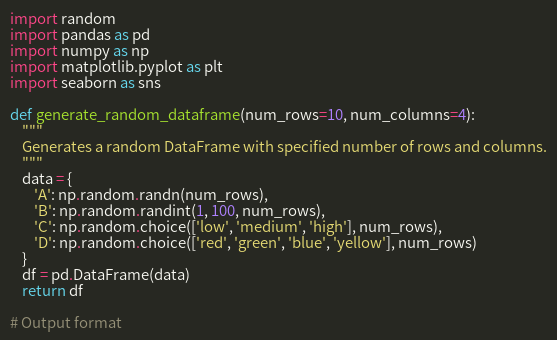 import random
import pandas as pd
import numpy as np
import matplotlib.pyplot as plt
import seaborn as sns

def generate_random_dataframe(num_rows=10, num_columns=4):
    """
    Generates a random DataFrame with specified number of rows and columns.
    """
    data = {
        'A': np.random.randn(num_rows),
        'B': np.random.randint(1, 100, num_rows),
        'C': np.random.choice(['low', 'medium', 'high'], num_rows),
        'D': np.random.choice(['red', 'green', 'blue', 'yellow'], num_rows)
    }
    df = pd.DataFrame(data)
    return df

# Output format